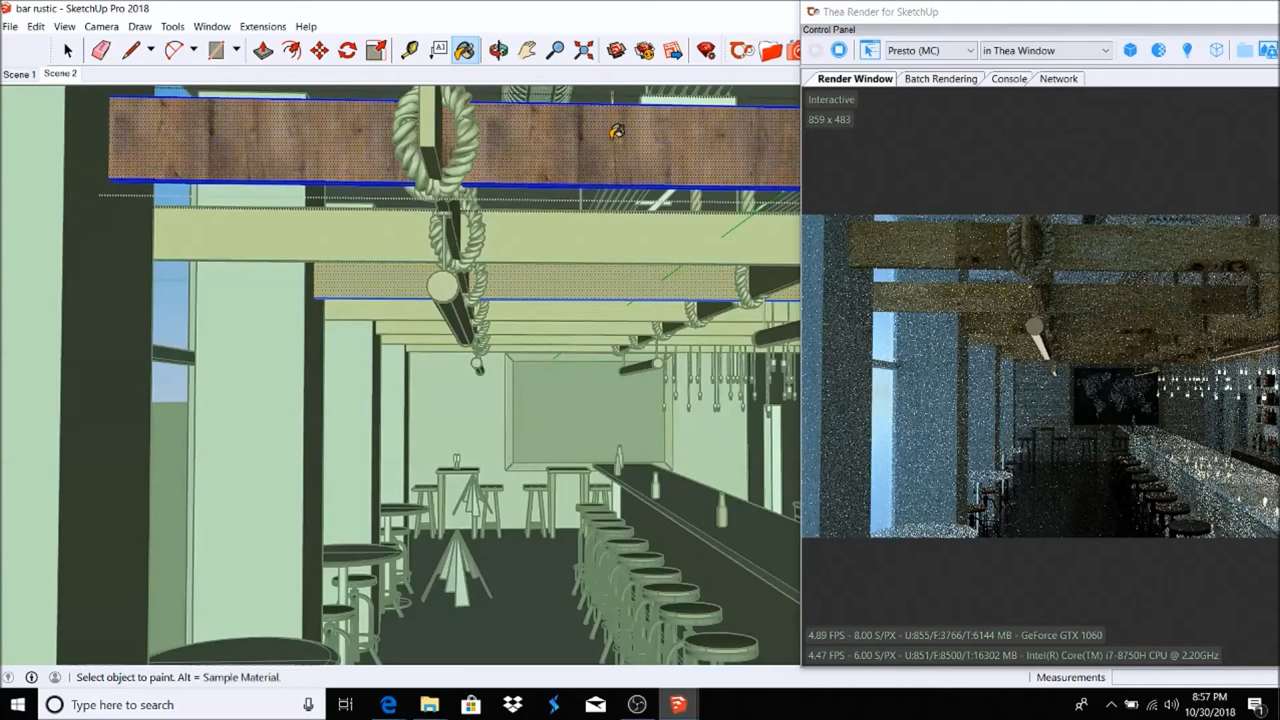 bar rustic - SketchUp Pro 2018
File Edit View Camera Draw Tools Window Extensions Help
Scene 1 Scene 2
Thea Render for SketchUp
Control Panel
Presto (MC) in Thea Window
Render Window Batch Rendering Console Network
Interactive
859 x 483
4.89 FPS - 8.00 S/PX - U:855/F:3766/T:6144 MB - GeForce GTX 1060
4.47 FPS - 6.00 S/PX - U:851/F:8500/T:16302 MB - Intel(R) Core(TM) i7-8750H CPU @ 2.20GHz
Select object to paint. Alt = Sample Material.
Measurements
Type here to search
8:57 PM
10/30/2018